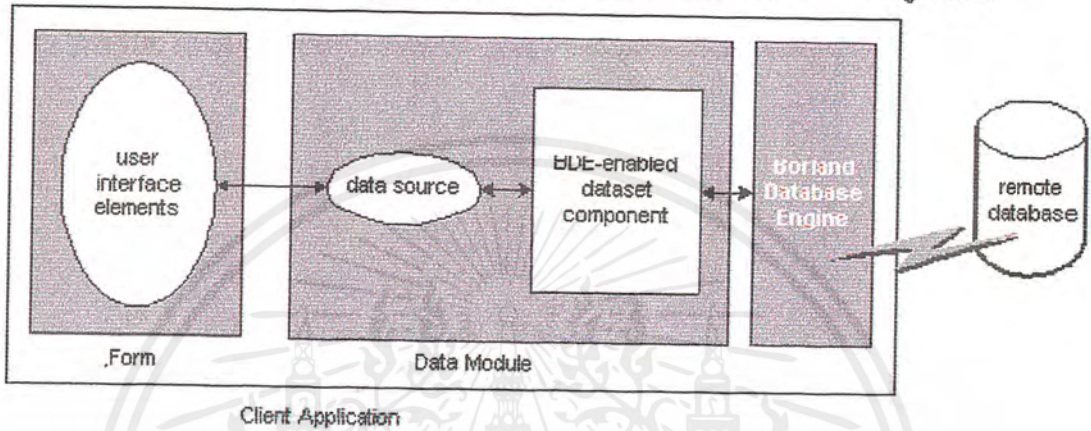 user
interface
elements
data source
BDE-enabled
dataset
component
Borland
Database
Engine
remote
database
Form
Data Module
Client Application